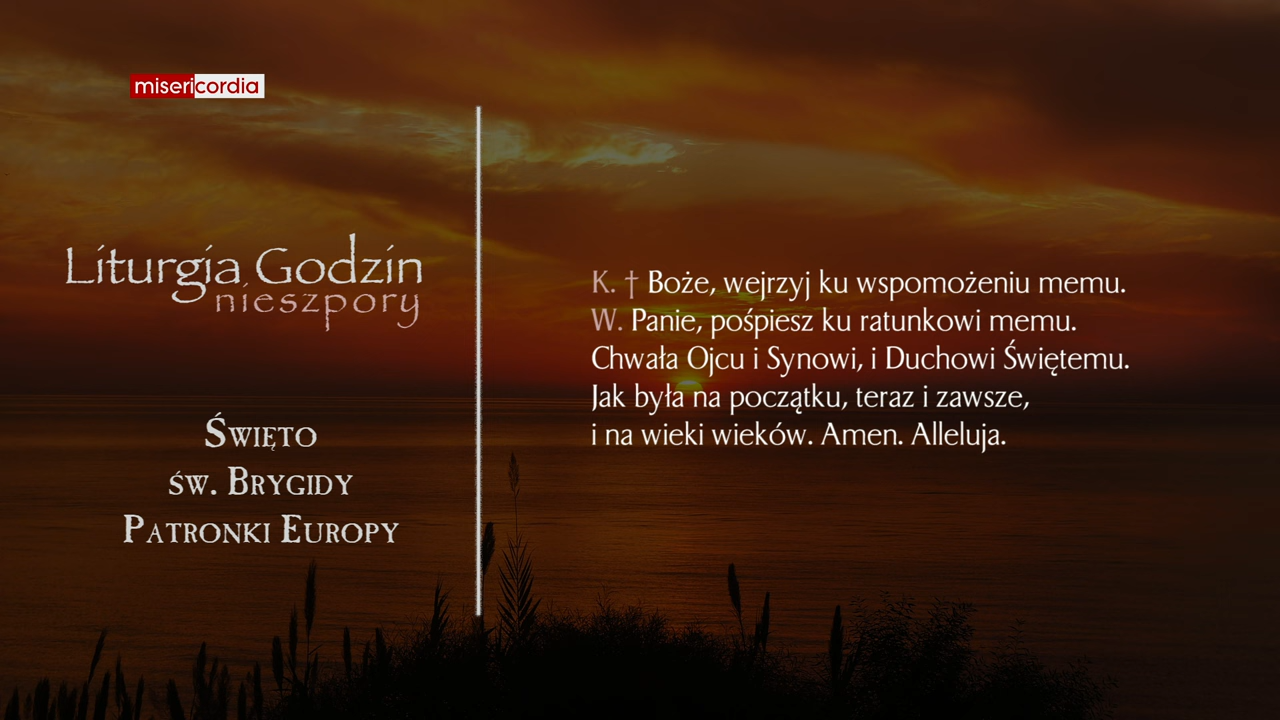 misericordia
Liturgia Godzin
nieszpory
Święto
św. Brygidy
Patronki Europy
K. † Boże, wejrzyj ku wspomożeniu memu.
W. Panie, pośpiesz ku ratunkowi memu.
Chwała Ojcu i Synowi, i Duchowi Świętemu.
Jak była na początku, teraz i zawsze,
i na wieki wieków. Amen. Alleluja.